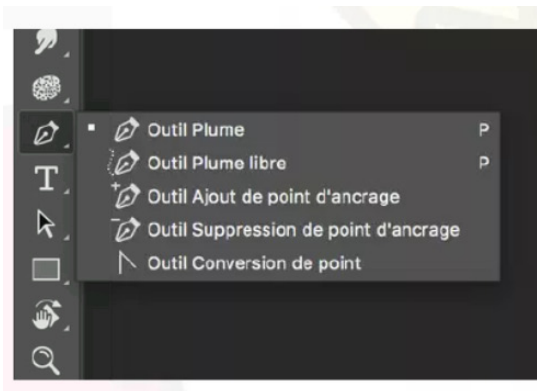 Outil Plume P
Outil Plume libre P
Outil Ajout de point d'ancrage
Outil Suppression de point d'ancrage
Outil Conversion de point